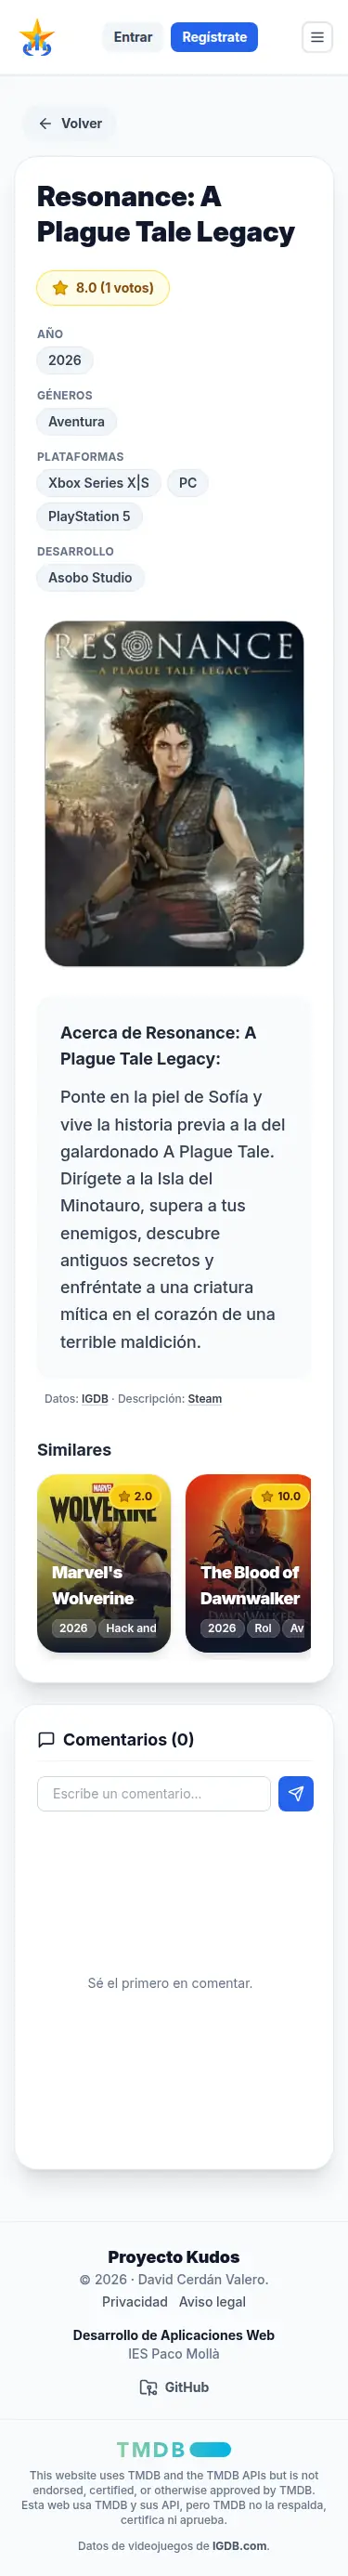 Entrar
Regístrate
Volver
Resonance: A
Plague Tale Legacy
8.0 (1 votos)
AÑO
2026
GÉNEROS
Aventura
PLATAFORMAS
Xbox Series X|S
PC
PlayStation 5
DESARROLLO
Asobo Studio
RESONANCE
A PLAGUE TALE LEGACY
Acerca de Resonance: A
Plague Tale Legacy:
Ponte en la piel de Sofía y
vive la historia previa a la del
galardonado A Plague Tale.
Dirígete a la Isla del
Minotauro, supera a tus
enemigos, descubre
antiguos secretos y
enfréntate a una criatura
mítica en el corazón de una
terrible maldición.
Datos: IGDB · Descripción: Steam
Similares
MARVEL
WOLVERINE
2.0
Marvel's
Wolverine
2026
Hack and
10.0
The Blood of
Dawnwalker
DAWNWALKER
2026
Rol
Av
Comentarios (0)
Escribe un comentario...
Sé el primero en comentar.
Proyecto Kudos
© 2026 · David Cerdán Valero.
Privacidad
Aviso legal
Desarrollo de Aplicaciones Web
IES Paco Mollà
GitHub
TMDB
This website uses TMDB and the TMDB APIs but is not
endorsed, certified, or otherwise approved by TMDB.
Esta web usa TMDB y sus API, pero TMDB no la respalda,
certifica ni aprueba.
Datos de videojuegos de IGDB.com.